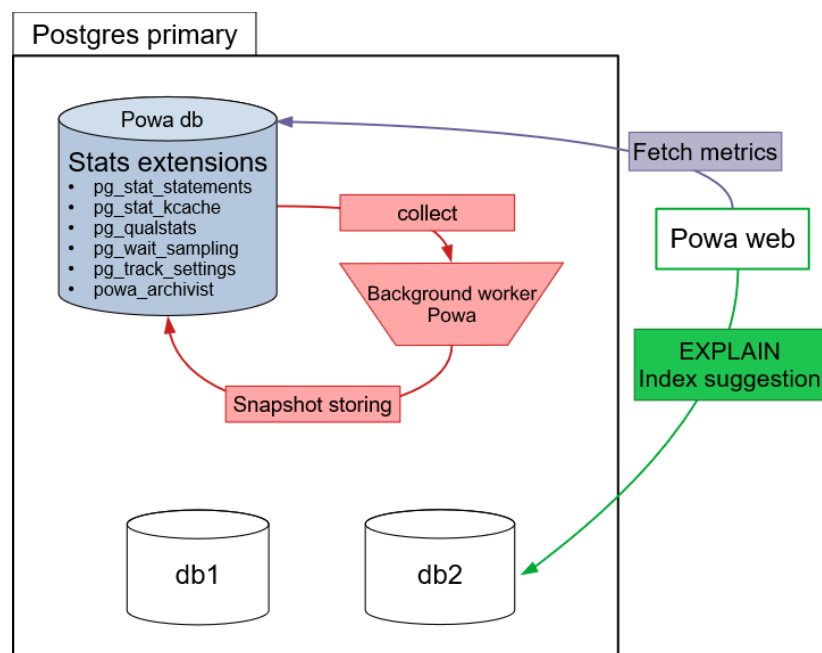 Postgres primary
Powa db
Stats extensions
• pg_stat_statements
• pg_stat_kcache
• pg_qualstats
• pg_wait_sampling
• pg_track_settings
• powa_archivist
collect
Background worker
Powa
Snapshot storing
Fetch metrics
Powa web
EXPLAIN
Index suggestion
db1
db2